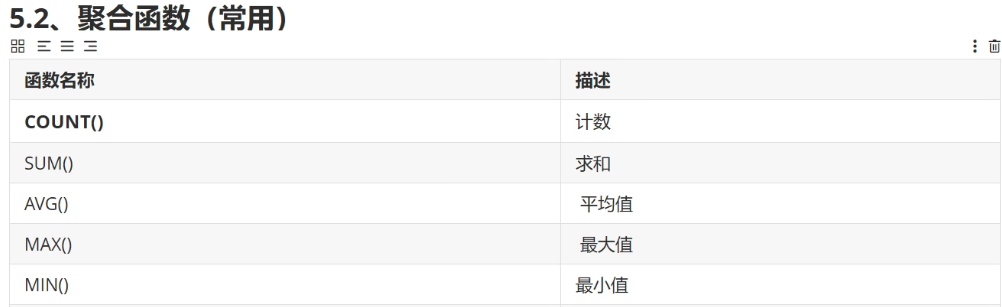 5.2、聚合函数（常用）
函数名称 描述
COUNT() 计数
SUM() 求和
AVG() 平均值
MAX() 最大值
MIN() 最小值